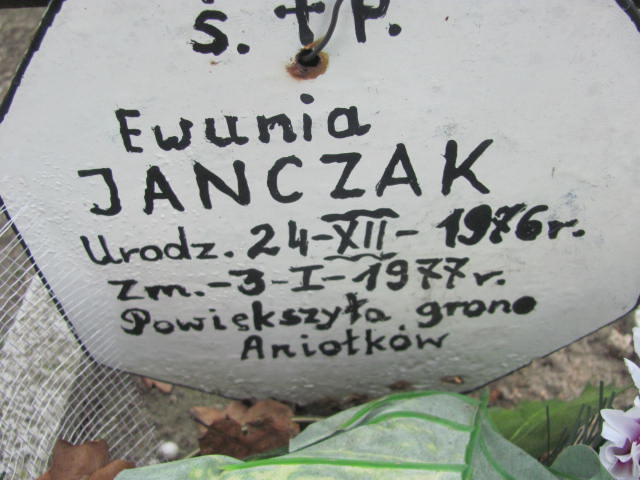 Ś. † P.
Ewunia
JANCZAK
Urodz. 24-XII-1976r.
Zm.-3-I-1977r.
Powiększyła grono
Aniołków